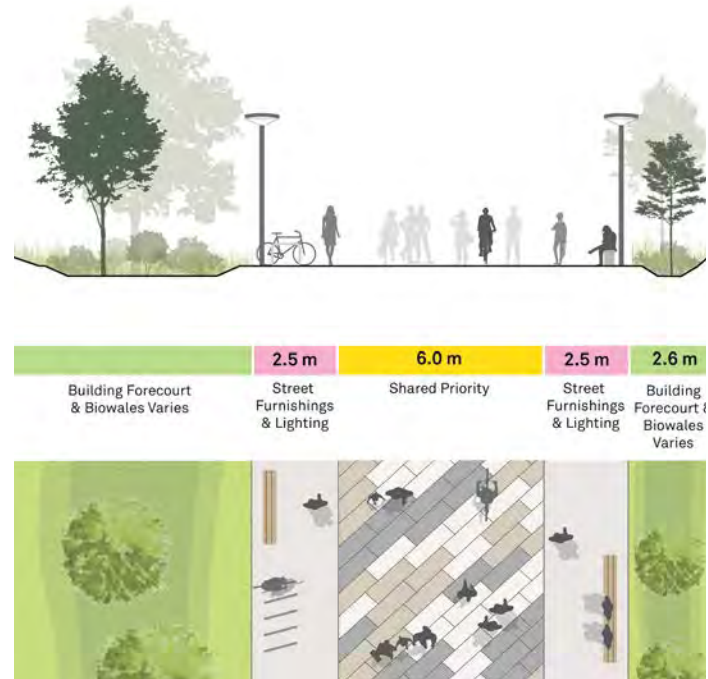 2.5 m
6.0 m
2.5 m
2.6 m
Building Forecourt
& Biowales Varies
Street
Furnishings
& Lighting
Shared Priority
Street
Furnishings
& Lighting
Building
Forecourt &
Biowales
Varies